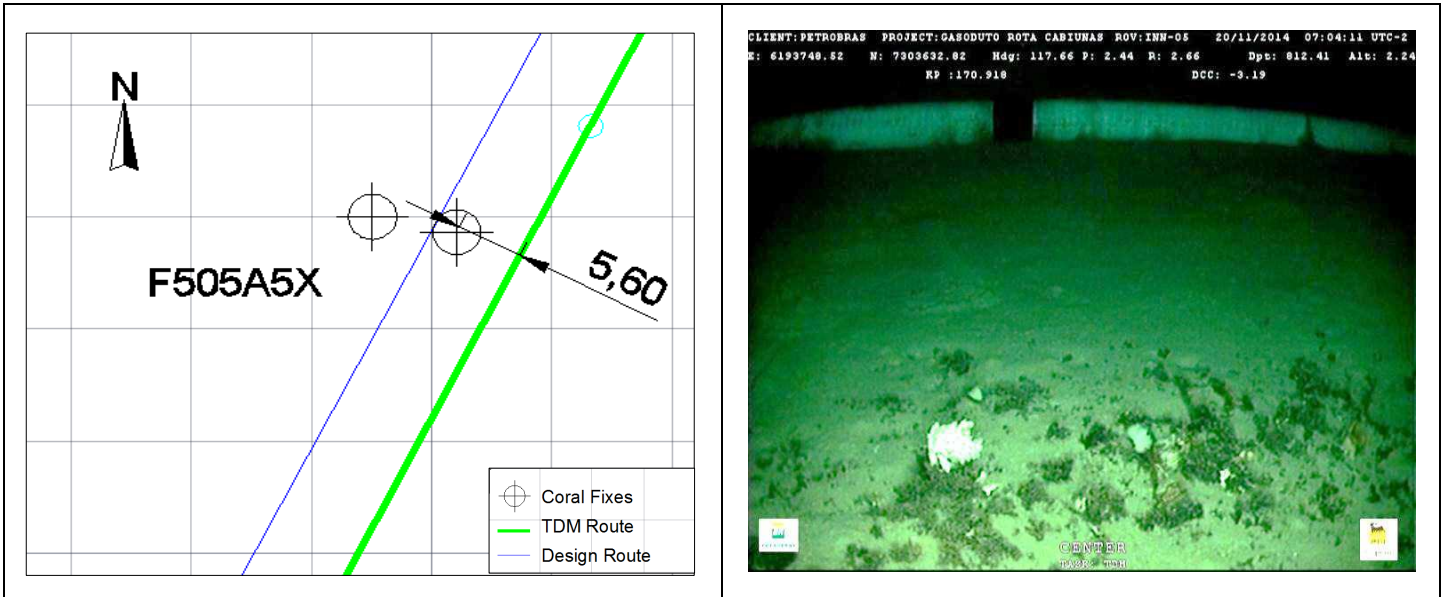 N
F505A5X
5,60
Coral Fixes
TDM Route
Design Route
CLIENT:PETROBRAS PROJECT:GASODUTO ROTA CABIUNAS ROV:INN-05 20/11/2014 07:04:11 UTC-2
E: 6193748.52 N: 7303632.82 Hdg: 117.66 P: 2.44 R: 2.66 Dpt: 812.41 Alt: 2.24
KP :170.918 DCC: -3.19
CENTER
TASK: TDM